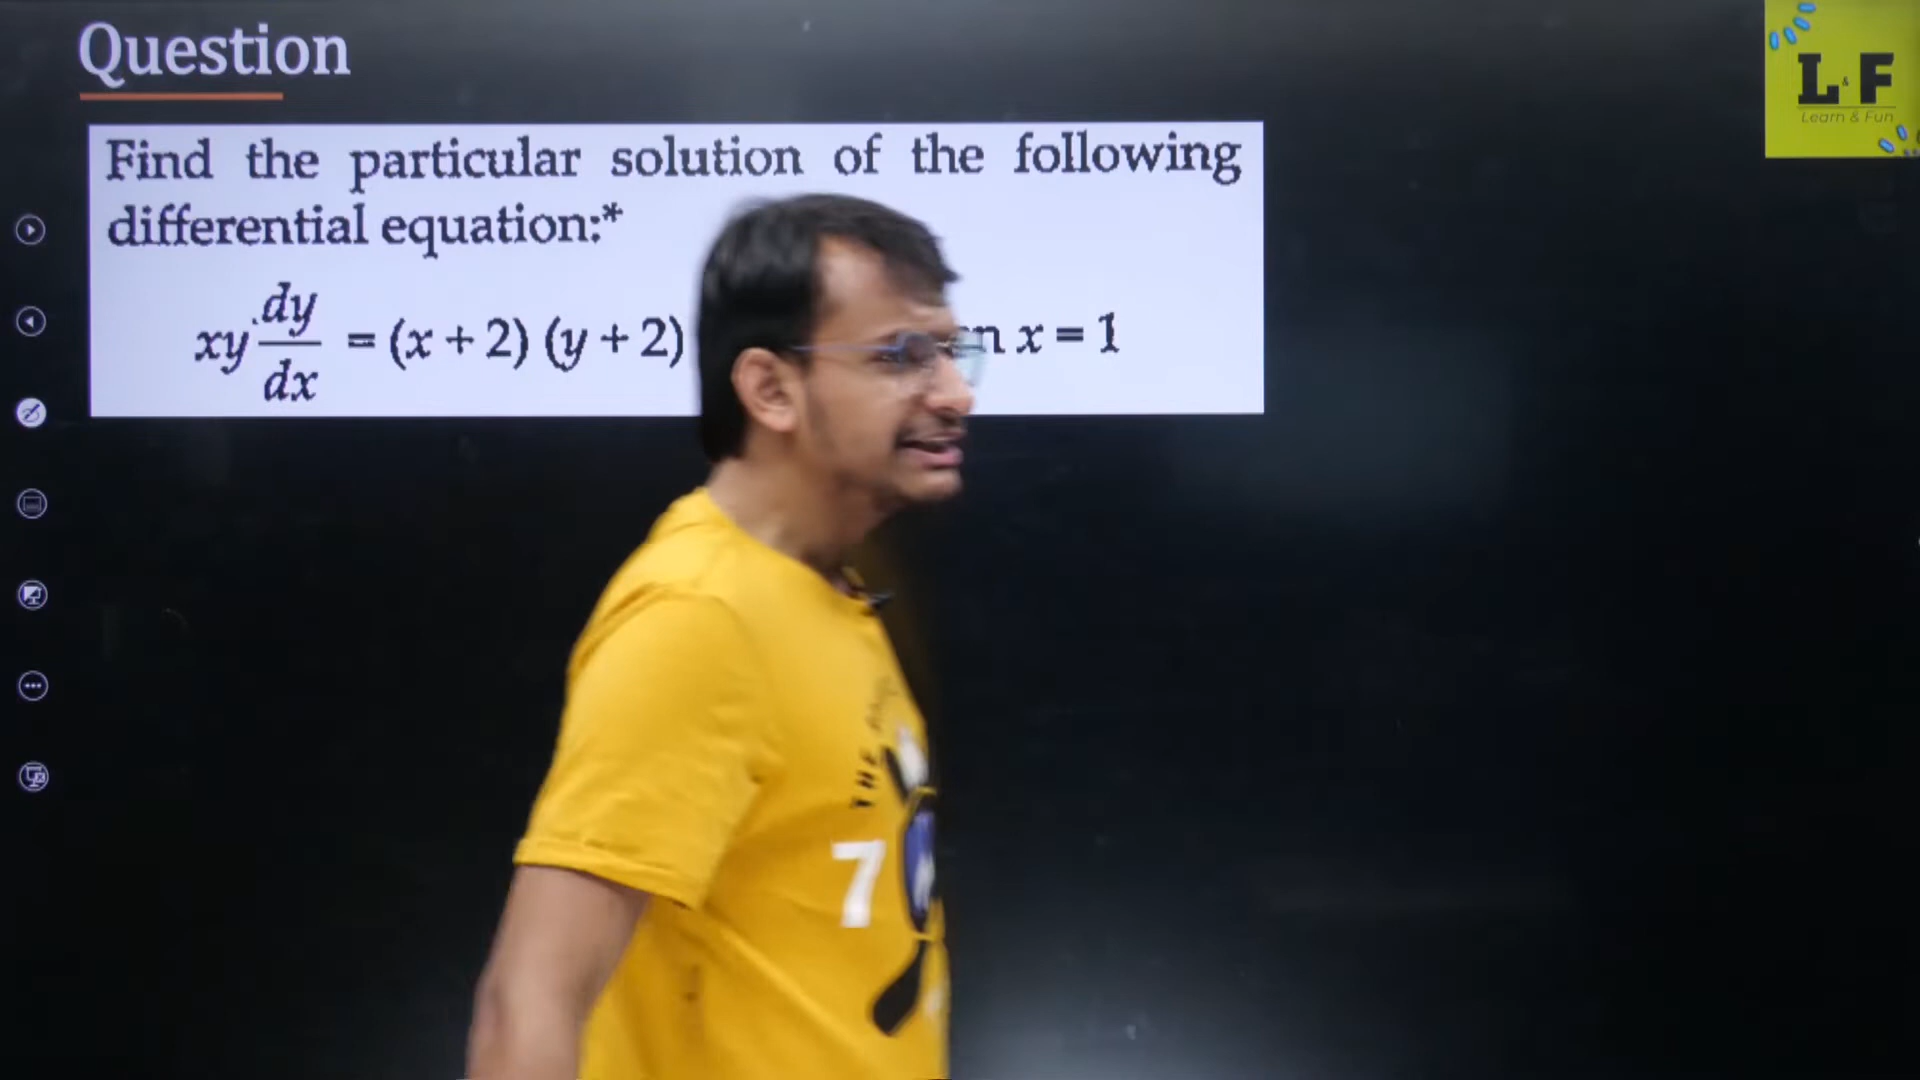 Question
L&F
Learn & Fun
Find the particular solution of the following
differential equation:*
xy dy/dx = (x + 2) (y + 2) x = 1
THE
7